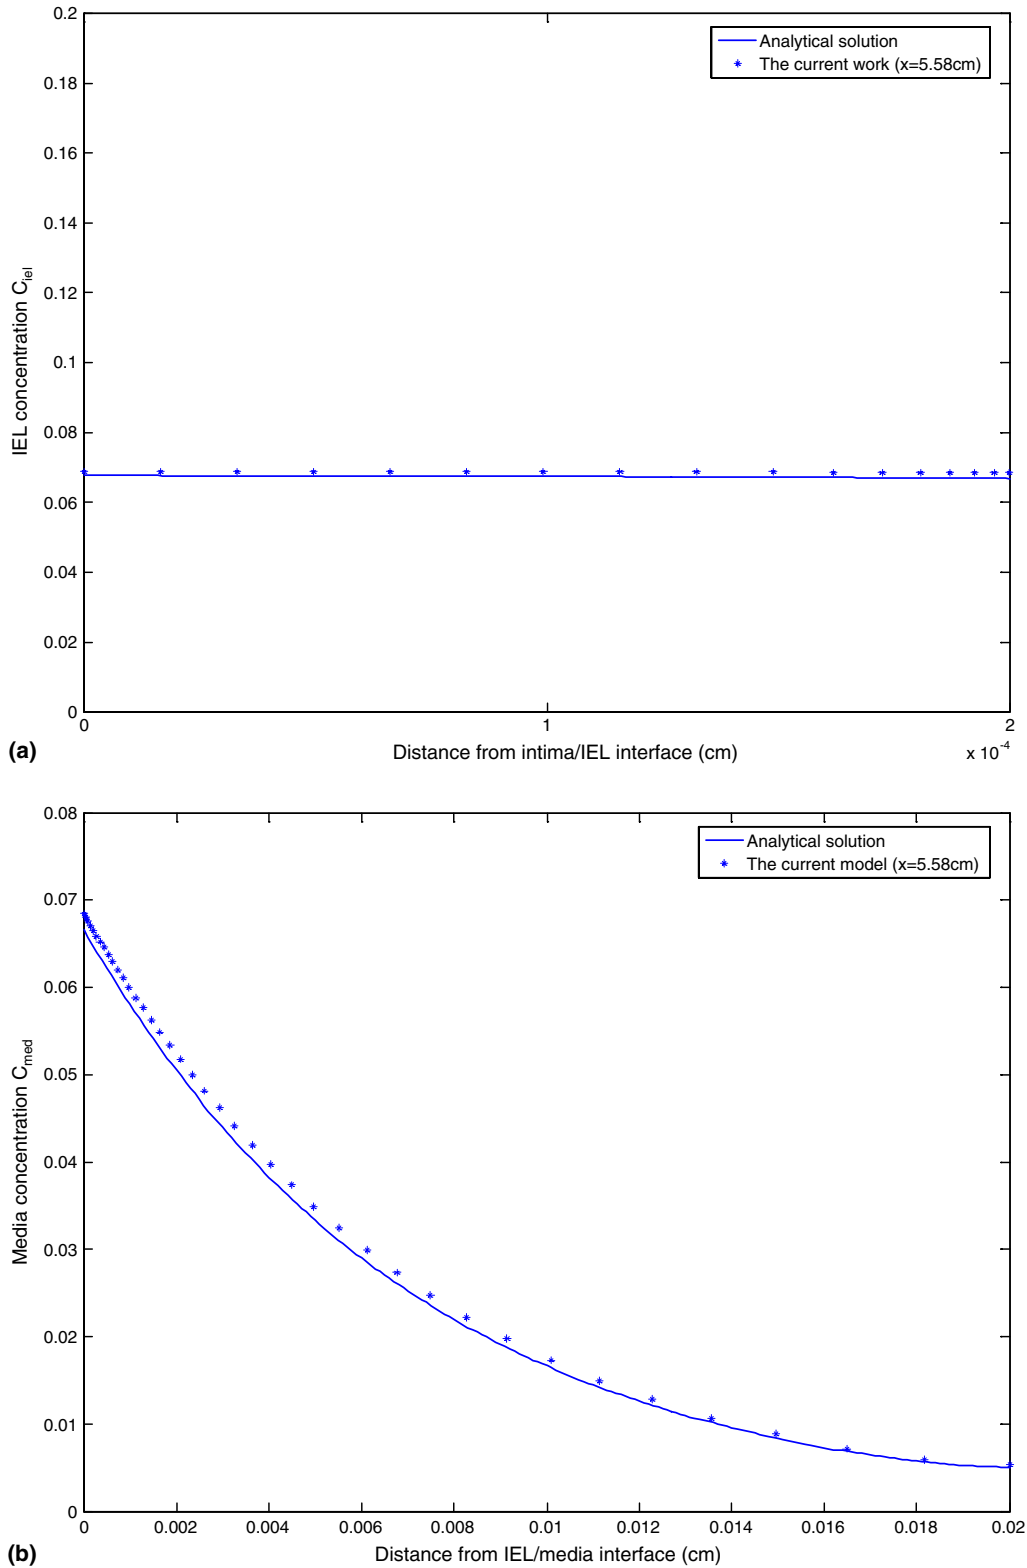 0.2
0.18
0.16
0.14
0.12
0.1
0.08
0.06
0.04
0.02
0
IEL concentration C_iel
Analytical solution
The current work (x=5.58cm)
0 1 2
x 10^-4
Distance from intima/IEL interface (cm)
(a)
0.08
0.07
0.06
0.05
0.04
0.03
0.02
0.01
0
Media concentration C_med
Analytical solution
The current model (x=5.58cm)
0 0.002 0.004 0.006 0.008 0.01 0.012 0.014 0.016 0.018 0.02
Distance from IEL/media interface (cm)
(b)